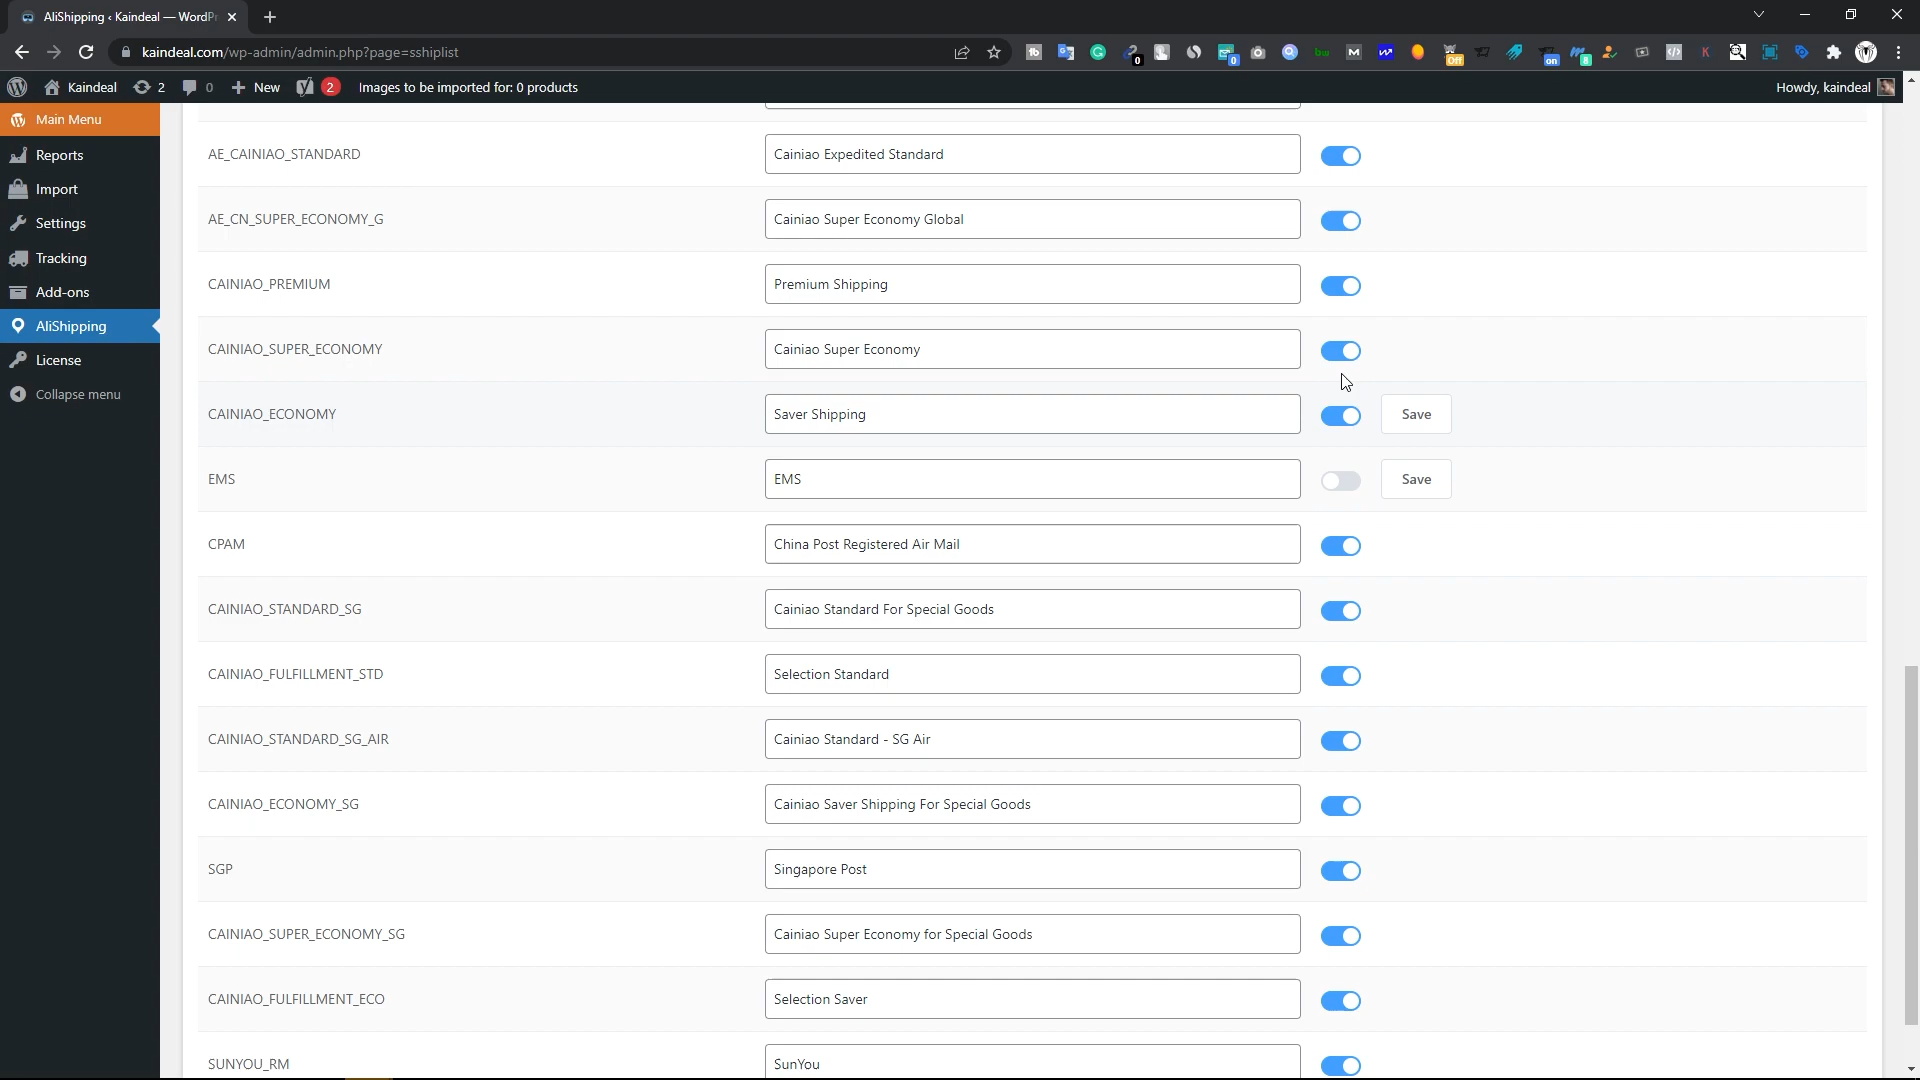 AliShipping ‹ Kaindeal — WordPr
kaindeal.com/wp-admin/admin.php?page=sshiplist
Kaindeal 2 0 New 2 Images to be imported for: 0 products Howdy, kaindeal
Main Menu
Reports
Import
Settings
Tracking
Add-ons
AliShipping
License
Collapse menu
AE_CAINIAO_STANDARD Cainiao Expedited Standard
AE_CN_SUPER_ECONOMY_G Cainiao Super Economy Global
CAINIAO_PREMIUM Premium Shipping
CAINIAO_SUPER_ECONOMY Cainiao Super Economy
CAINIAO_ECONOMY Saver Shipping Save
EMS EMS Save
CPAM China Post Registered Air Mail
CAINIAO_STANDARD_SG Cainiao Standard For Special Goods
CAINIAO_FULFILLMENT_STD Selection Standard
CAINIAO_STANDARD_SG_AIR Cainiao Standard - SG Air
CAINIAO_ECONOMY_SG Cainiao Saver Shipping For Special Goods
SGP Singapore Post
CAINIAO_SUPER_ECONOMY_SG Cainiao Super Economy for Special Goods
CAINIAO_FULFILLMENT_ECO Selection Saver
SUNYOU_RM SunYou